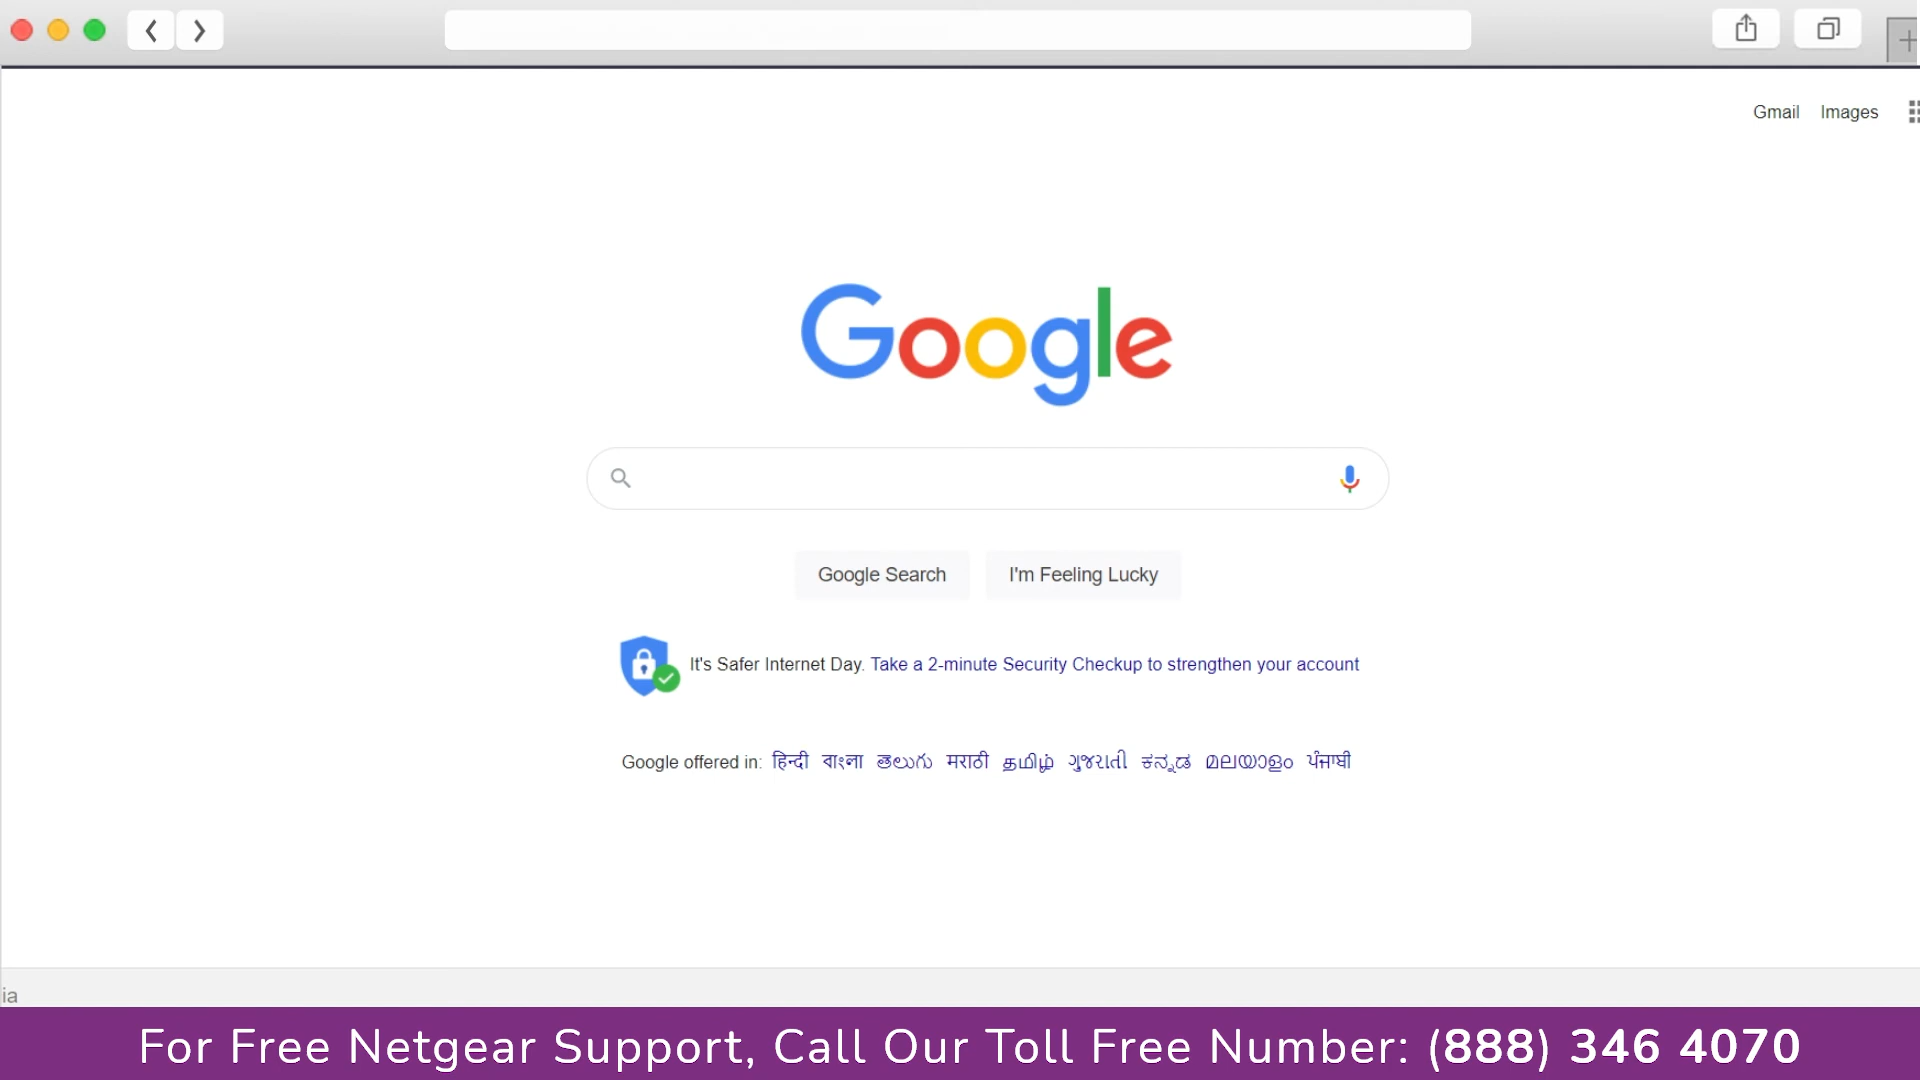 Gmail Images
Google
Google Search I'm Feeling Lucky
It's Safer Internet Day. Take a 2-minute Security Checkup to strengthen your account
Google offered in: हिन्दी বাংলা తెలుగు मराठी தமிழ் ગુજરાતી ಕನ್ನಡ മലയാളം ਪੰਜਾਬੀ
ia
For Free Netgear Support, Call Our Toll Free Number: (888) 346 4070